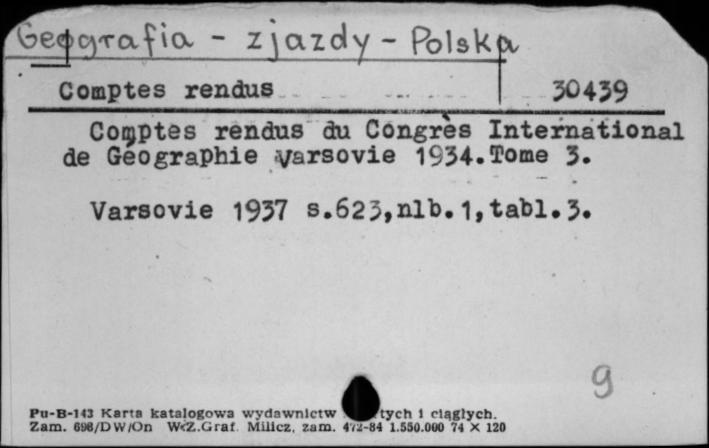 Geografia - zjazdy - Polska
Comptes rendus 30439
Comptes rendus du Congrès International
de Géographie Varsovie 1934. Tome 3.
Varsovie 1937 s.623, nlb. 1, tabl. 3.
9
Pu-B-143 Karta katalogowa wydawnictw i ciągłych.
Zam. 698/DW/On WZ.Graf. Milicz, zam. 472-84 1.550.000 74 X 120